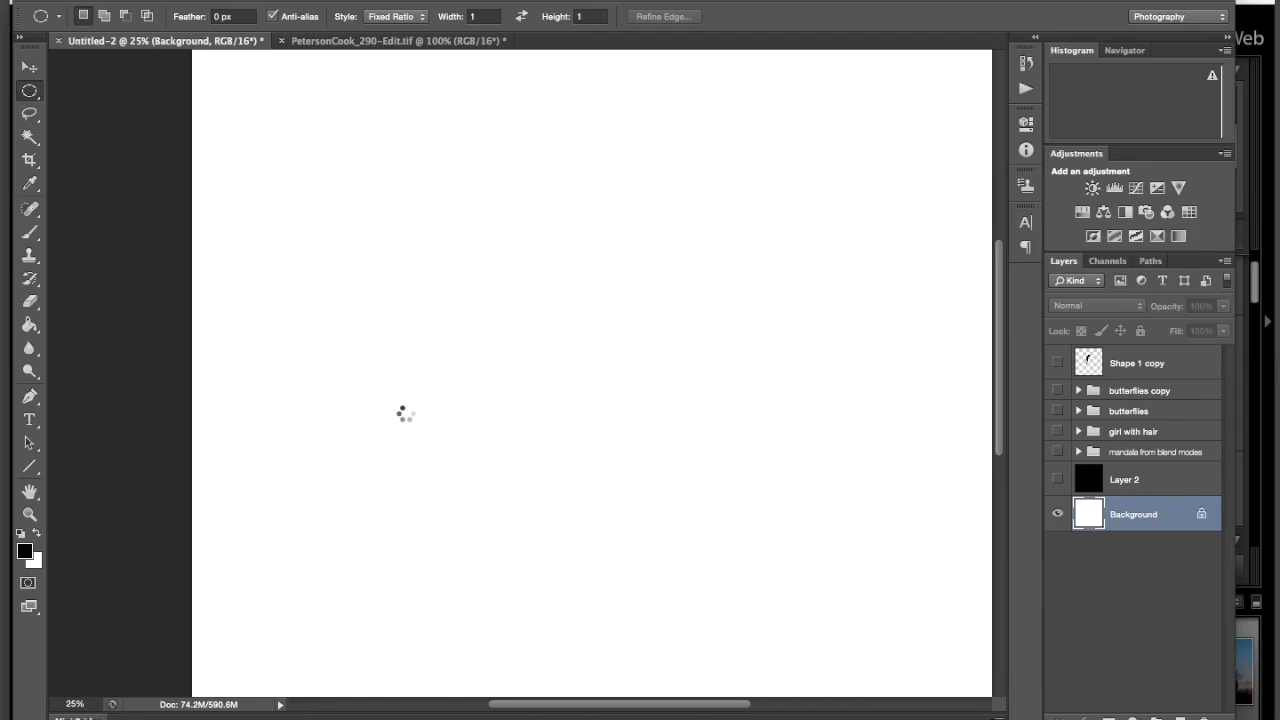 Feather: 0 px Anti-alias Style: Fixed Ratio Width: 1 Height: 1 Refine Edge... Photography
Web
Untitled-2 @ 25% (Background, RGB/16*) * PetersonCook_290-Edit.tif @ 100% (RGB/16*) *
Histogram Navigator
Adjustments
Add an adjustment
Layers Channels Paths
Kind
Normal Opacity: 100%
Lock: Fill: 100%
Shape 1 copy
butterflies copy
butterflies
girl with hair
mandala from blend modes
Layer 2
Background
25% Doc: 74.2M/590.6M